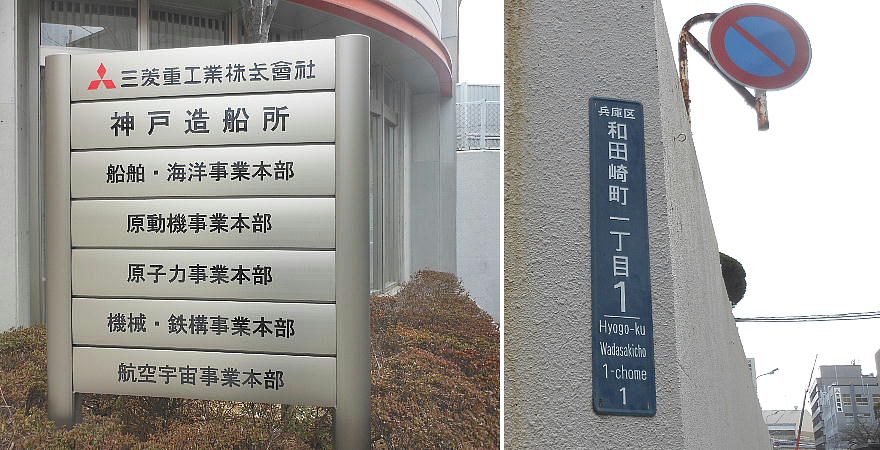 三菱重工業株式會社
神戸造船所
船舶・海洋事業本部
原動機事業本部
原子力事業本部
機械・鉄構事業本部
航空宇宙事業本部
兵庫区
和田崎町一丁目
1
Hyogo-ku
Wadasakicho
1-chome
1